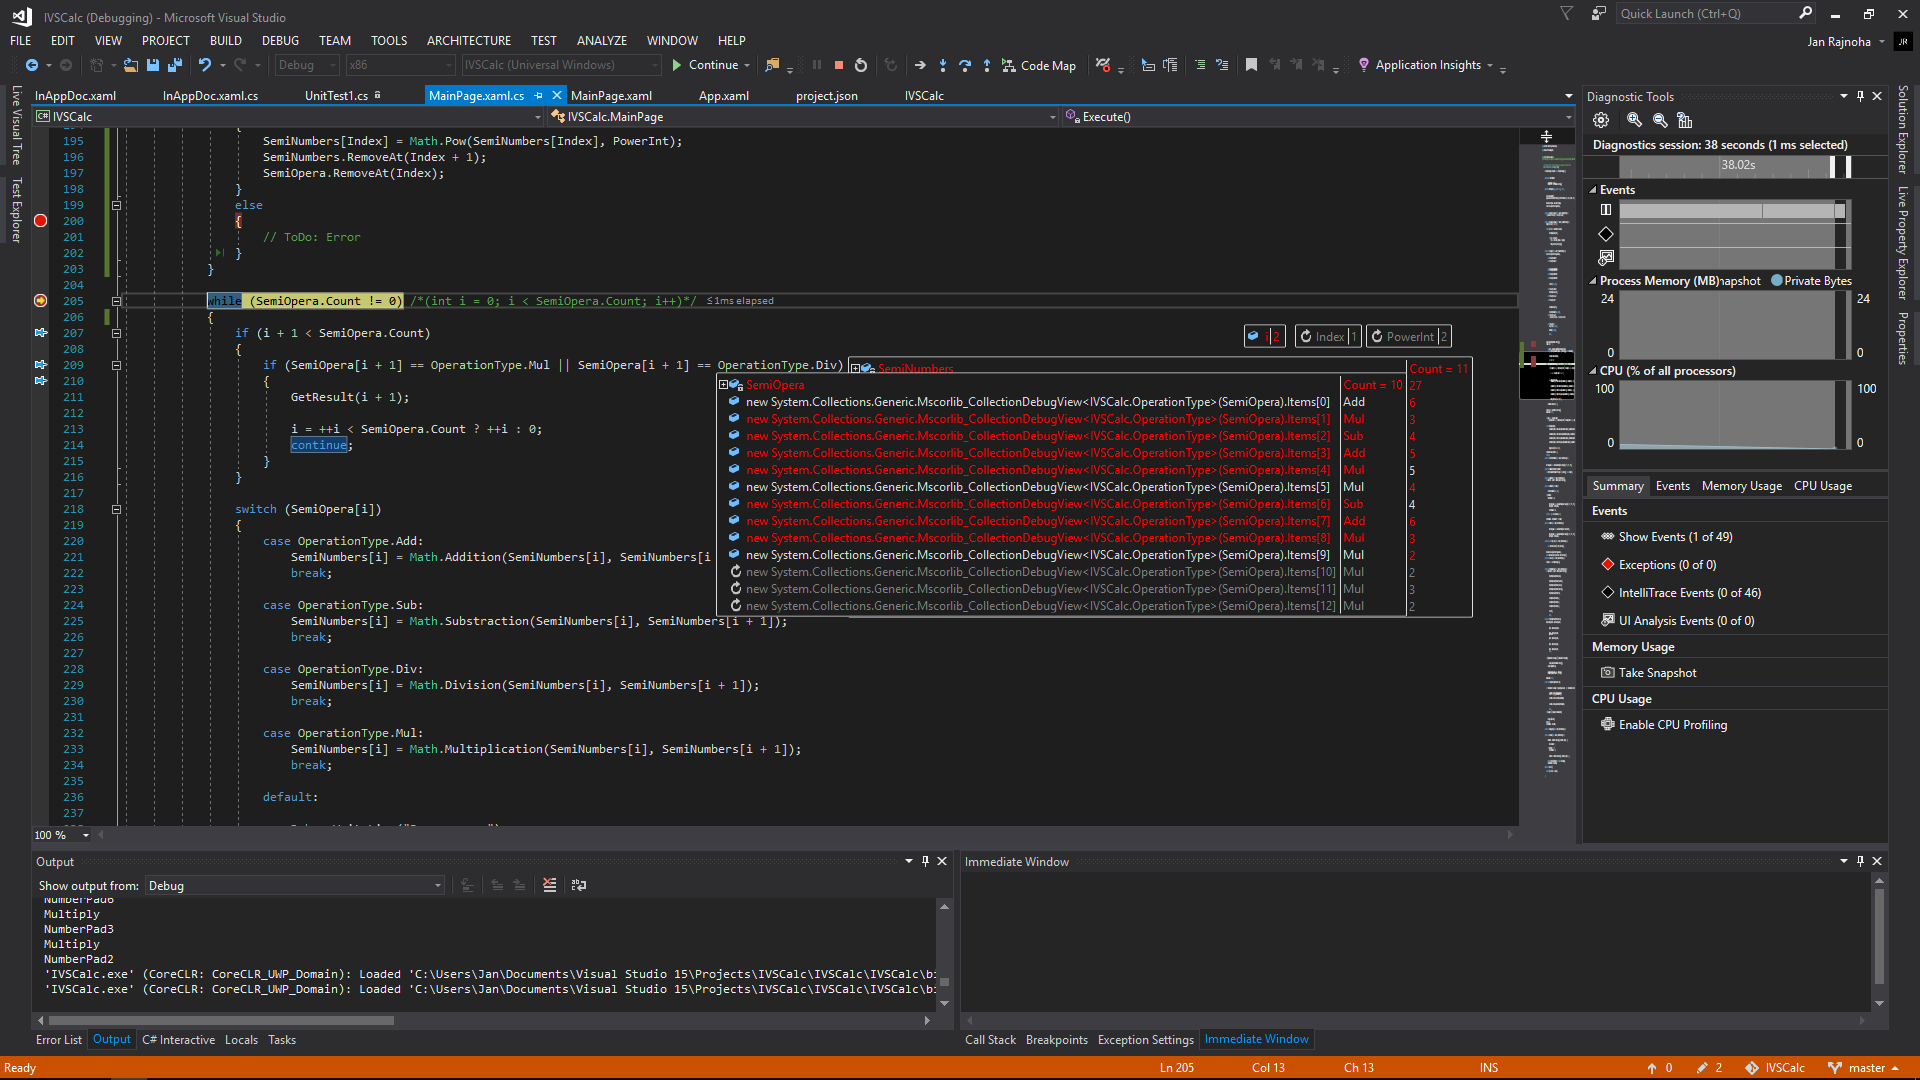 IVSCalc (Debugging) - Microsoft Visual Studio
Quick Launch (Ctrl+Q)
FILE EDIT VIEW PROJECT BUILD DEBUG TEAM TOOLS ARCHITECTURE TEST ANALYZE WINDOW HELP
Jan Rajnoha JR
Debug x86 IVSCalc (Universal Windows) Continue Code Map Application Insights
Live Visual Tree
Test Explorer
InAppDoc.xaml InAppDoc.xaml.cs UnitTest1.cs MainPage.xaml.cs MainPage.xaml App.xaml project.json IVSCalc
C# IVSCalc IVSCalc.MainPage Execute()
195 SemiNumbers[Index] = Math.Pow(SemiNumbers[Index], PowerInt);
196 SemiNumbers.RemoveAt(Index + 1);
197 SemiOpera.RemoveAt(Index);
198 }
199 else
200 {
201 // ToDo: Error
202 }
203 }
205 while (SemiOpera.Count != 0) /*(int i = 0; i < SemiOpera.Count; i++)*/ ≤1ms elapsed
206 {
207 if (i + 1 < SemiOpera.Count)
i 2 Index 1 PowerInt 2
208 {
209 if (SemiOpera[i + 1] == OperationType.Mul || SemiOpera[i + 1] == OperationType.Div)
SemiNumbers Count = 11
210 {
SemiOpera Count = 10 27
211 GetResult(i + 1);
new System.Collections.Generic.Mscorlib_CollectionDebugView<IVSCalc.OperationType>(SemiOpera).Items[0] Add 6
212
new System.Collections.Generic.Mscorlib_CollectionDebugView<IVSCalc.OperationType>(SemiOpera).Items[1] Mul 3
213 i = ++i < SemiOpera.Count ? ++i : 0;
new System.Collections.Generic.Mscorlib_CollectionDebugView<IVSCalc.OperationType>(SemiOpera).Items[2] Sub 4
214 continue;
new System.Collections.Generic.Mscorlib_CollectionDebugView<IVSCalc.OperationType>(SemiOpera).Items[3] Add 5
215 }
new System.Collections.Generic.Mscorlib_CollectionDebugView<IVSCalc.OperationType>(SemiOpera).Items[4] Mul 5
216 }
new System.Collections.Generic.Mscorlib_CollectionDebugView<IVSCalc.OperationType>(SemiOpera).Items[5] Mul 4
217
new System.Collections.Generic.Mscorlib_CollectionDebugView<IVSCalc.OperationType>(SemiOpera).Items[6] Sub 4
218 switch (SemiOpera[i])
new System.Collections.Generic.Mscorlib_CollectionDebugView<IVSCalc.OperationType>(SemiOpera).Items[7] Add 6
219 {
new System.Collections.Generic.Mscorlib_CollectionDebugView<IVSCalc.OperationType>(SemiOpera).Items[8] Mul 3
220 case OperationType.Add:
new System.Collections.Generic.Mscorlib_CollectionDebugView<IVSCalc.OperationType>(SemiOpera).Items[9] Mul 2
221 SemiNumbers[i] = Math.Addition(SemiNumbers[i], SemiNumbers[i
new System.Collections.Generic.Mscorlib_CollectionDebugView<IVSCalc.OperationType>(SemiOpera).Items[10] Mul 2
222 break;
new System.Collections.Generic.Mscorlib_CollectionDebugView<IVSCalc.OperationType>(SemiOpera).Items[11] Mul 3
223
new System.Collections.Generic.Mscorlib_CollectionDebugView<IVSCalc.OperationType>(SemiOpera).Items[12] Mul 2
224 case OperationType.Sub:
225 SemiNumbers[i] = Math.Substraction(SemiNumbers[i], SemiNumbers[i + 1]);
226 break;
227
228 case OperationType.Div:
229 SemiNumbers[i] = Math.Division(SemiNumbers[i], SemiNumbers[i + 1]);
230 break;
231
232 case OperationType.Mul:
233 SemiNumbers[i] = Math.Multiplication(SemiNumbers[i], SemiNumbers[i + 1]);
234 break;
235
236 default:
237
100 %
Diagnostic Tools
Diagnostics session: 38 seconds (1 ms selected)
38.02s
Events
Process Memory (MB) napshot Private Bytes
24 24
0 0
CPU (% of all processors)
100 100
0 0
Summary Events Memory Usage CPU Usage
Events
Show Events (1 of 49)
Exceptions (0 of 0)
IntelliTrace Events (0 of 46)
UI Analysis Events (0 of 0)
Memory Usage
Take Snapshot
CPU Usage
Enable CPU Profiling
Solution Explorer
Live Property Explorer
Properties
Output
Show output from: Debug
NumberPad6
Multiply
NumberPad3
Multiply
NumberPad2
'IVSCalc.exe' (CoreCLR: CoreCLR_UWP_Domain): Loaded 'C:\Users\Jan\Documents\Visual Studio 15\Projects\IVSCalc\IVSCalc\IVSCalc\bi
'IVSCalc.exe' (CoreCLR: CoreCLR_UWP_Domain): Loaded 'C:\Users\Jan\Documents\Visual Studio 15\Projects\IVSCalc\IVSCalc\IVSCalc\bi
Immediate Window
Error List Output C# Interactive Locals Tasks
Call Stack Breakpoints Exception Settings Immediate Window
Ready Ln 205 Col 13 Ch 13 INS 0 2 IVSCalc master